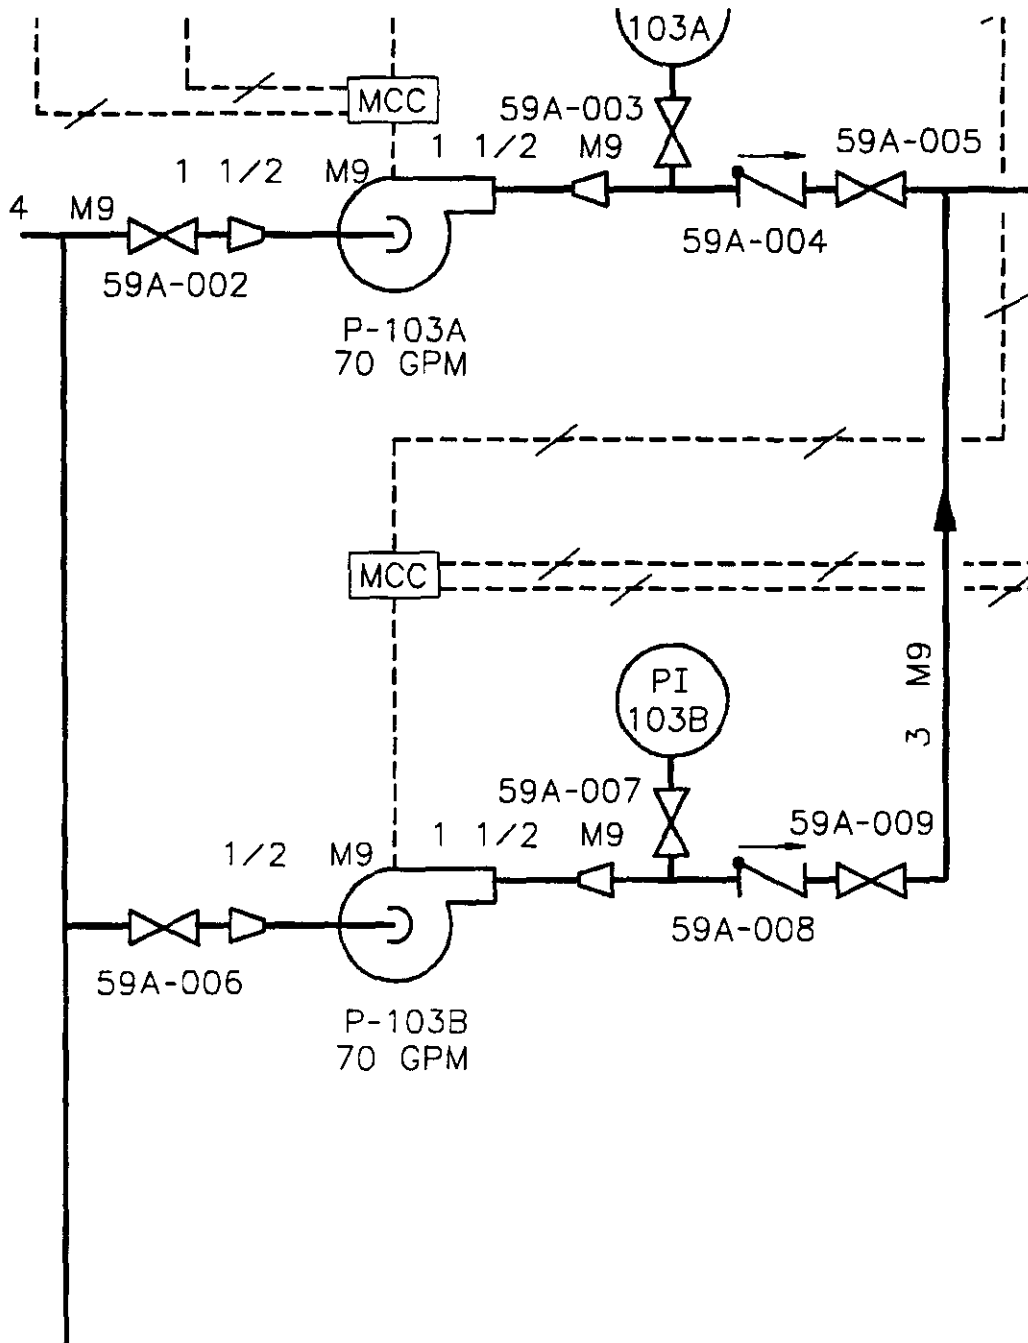 103A
MCC
59A-003
1 1/2 M9
59A-005
1 1/2 M9
4 M9
59A-004
59A-002
P-103A
70 GPM
MCC
3 M9
PI
103B
59A-007
59A-009
1 1/2 M9
1/2 M9
59A-008
59A-006
P-103B
70 GPM